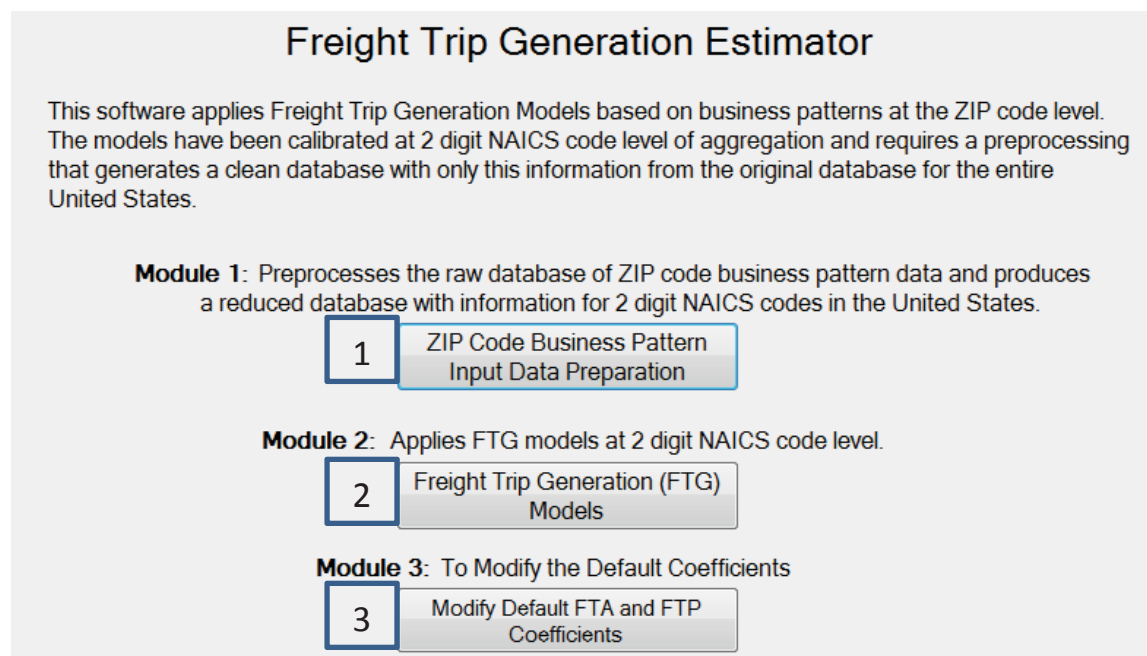 Freight Trip Generation Estimator
This software applies Freight Trip Generation Models based on business patterns at the ZIP code level.
The models have been calibrated at 2 digit NAICS code level of aggregation and requires a preprocessing
that generates a clean database with only this information from the original database for the entire
United States.
Module 1: Preprocesses the raw database of ZIP code business pattern data and produces
a reduced database with information for 2 digit NAICS codes in the United States.
1
ZIP Code Business Pattern
Input Data Preparation
Module 2: Applies FTG models at 2 digit NAICS code level.
2
Freight Trip Generation (FTG)
Models
Module 3: To Modify the Default Coefficients
3
Modify Default FTA and FTP
Coefficients